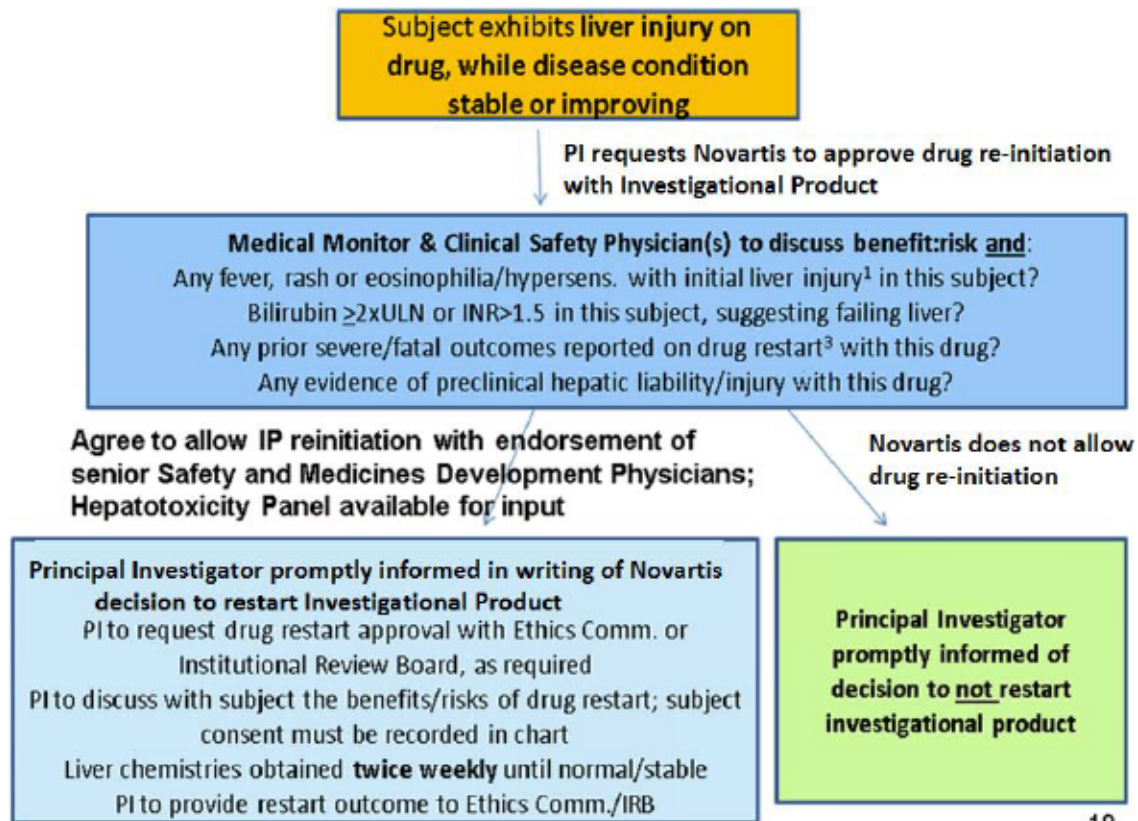 Subject exhibits liver injury on
drug, while disease condition
stable or improving
PI requests Novartis to approve drug re-initiation
with Investigational Product
Medical Monitor & Clinical Safety Physician(s) to discuss benefit:risk and:
Any fever, rash or eosinophilia/hypersens. with initial liver injury¹ in this subject?
Bilirubin ≥2xULN or INR>1.5 in this subject, suggesting failing liver?
Any prior severe/fatal outcomes reported on drug restart³ with this drug?
Any evidence of preclinical hepatic liability/injury with this drug?
Agree to allow IP reinitiation with endorsement of
senior Safety and Medicines Development Physicians;
Hepatotoxicity Panel available for input
Novartis does not allow
drug re-initiation
Principal Investigator promptly informed in writing of Novartis
decision to restart Investigational Product
PI to request drug restart approval with Ethics Comm. or
Institutional Review Board, as required
PI to discuss with subject the benefits/risks of drug restart; subject
consent must be recorded in chart
Liver chemistries obtained twice weekly until normal/stable
PI to provide restart outcome to Ethics Comm./IRB
Principal Investigator
promptly informed of
decision to not restart
investigational product